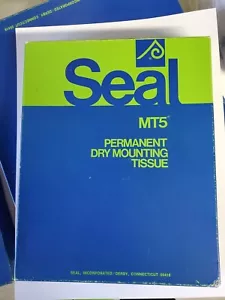 Seal
MT5
PERMANENT
DRY MOUNTING
TISSUE
SEAL, INCORPORATED DERBY, CONNECTICUT 06418